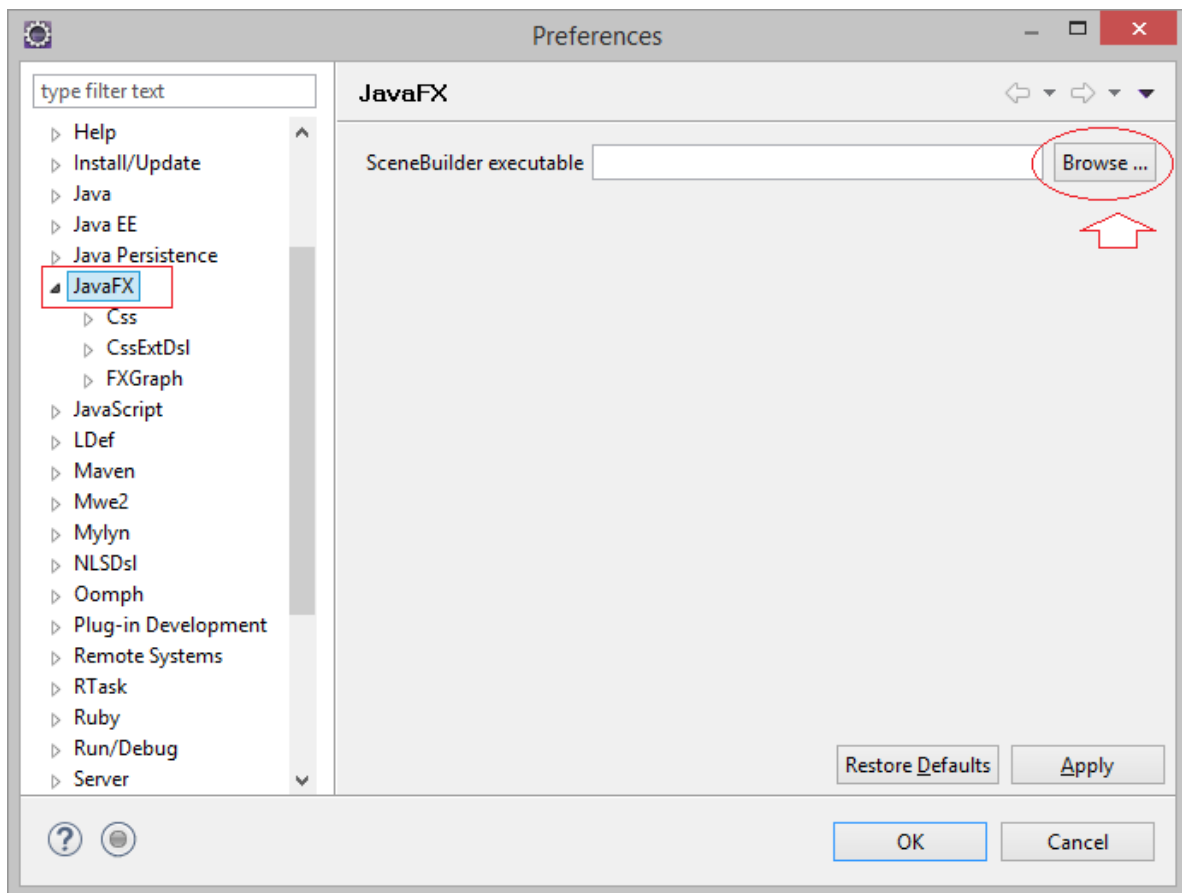 Preferences
type filter text
JavaFX
Help
Install/Update
Java
Java EE
Java Persistence
JavaFX
Css
CssExtDsl
FXGraph
JavaScript
LDef
Maven
Mwe2
Mylyn
NLSDsl
Oomph
Plug-in Development
Remote Systems
RTask
Ruby
Run/Debug
Server
SceneBuilder executable
Browse ...
Restore Defaults
Apply
?
OK
Cancel